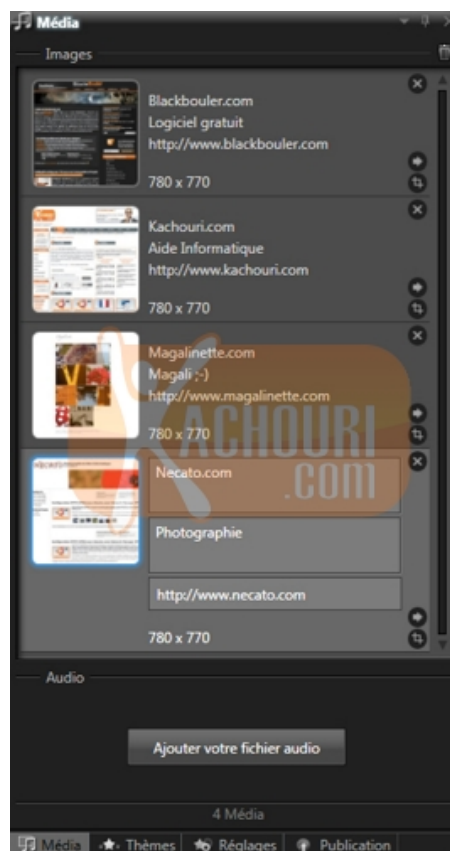 Média
Images
Blackbouler.com
Logiciel gratuit
http://www.blackbouler.com
780 x 770
Kachouri.com
Aide Informatique
http://www.kachouri.com
780 x 770
Magalinette.com
Magali ;-)
http://www.magalinette.com
780 x 770
KACHOURI
.COM
Necato.com
Photographie
http://www.necato.com
780 x 770
Audio
Ajouter votre fichier audio
4 Média
Média Thèmes Réglages Publication